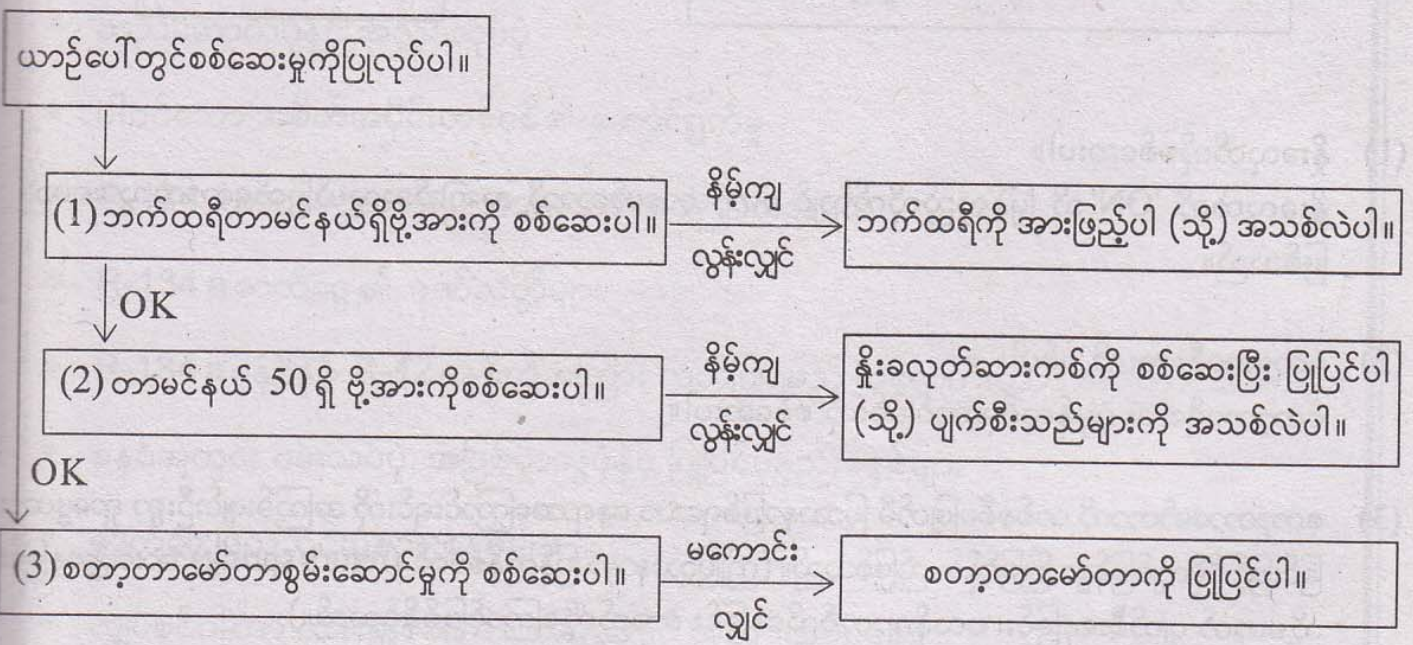 ယာဉ်ပေါ်တွင်စစ်ဆေးမှုကိုပြုလုပ်ပါ။
(1) ဘက်ထရီတာမင်နယ်ရှိဗို့အားကို စစ်ဆေးပါ။
နိမ့်ကျ
လွန်းလျှင်
ဘက်ထရီကို အားဖြည့်ပါ (သို့) အသစ်လဲပါ။
OK
(2) တာမင်နယ် 50 ရှိ ဗို့အားကိုစစ်ဆေးပါ။
နိမ့်ကျ
လွန်းလျှင်
နှိုးခလုတ်ဆားကစ်ကို စစ်ဆေးပြီး ပြုပြင်ပါ
(သို့) ပျက်စီးသည်များကို အသစ်လဲပါ။
OK
(3) စတာ့တာမော်တာစွမ်းဆောင်မှုကို စစ်ဆေးပါ။
မကောင်း
လျှင်
စတာ့တာမော်တာကို ပြုပြင်ပါ။